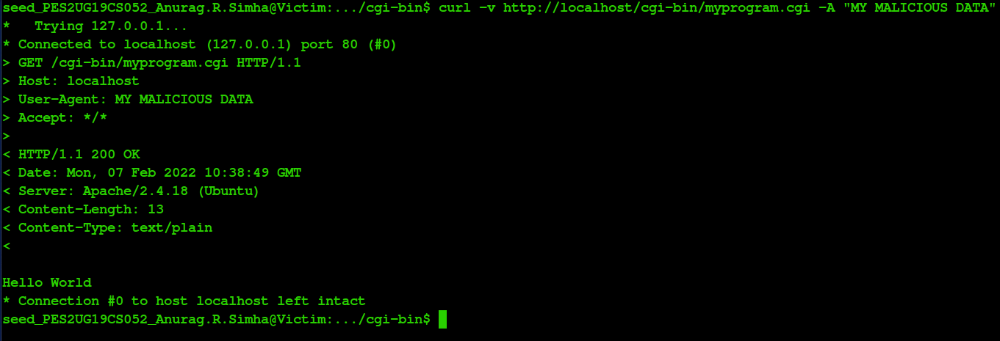 seed_PES2UG19CS052_Anurag.R.Simha@Victim:.../cgi-bin$ curl -v http://localhost/cgi-bin/myprogram.cgi -A "MY MALICIOUS DATA"
*   Trying 127.0.0.1...
* Connected to localhost (127.0.0.1) port 80 (#0)
> GET /cgi-bin/myprogram.cgi HTTP/1.1
> Host: localhost
> User-Agent: MY MALICIOUS DATA
> Accept: */*
>
< HTTP/1.1 200 OK
< Date: Mon, 07 Feb 2022 10:38:49 GMT
< Server: Apache/2.4.18 (Ubuntu)
< Content-Length: 13
< Content-Type: text/plain
<
Hello World
* Connection #0 to host localhost left intact
seed_PES2UG19CS052_Anurag.R.Simha@Victim:.../cgi-bin$